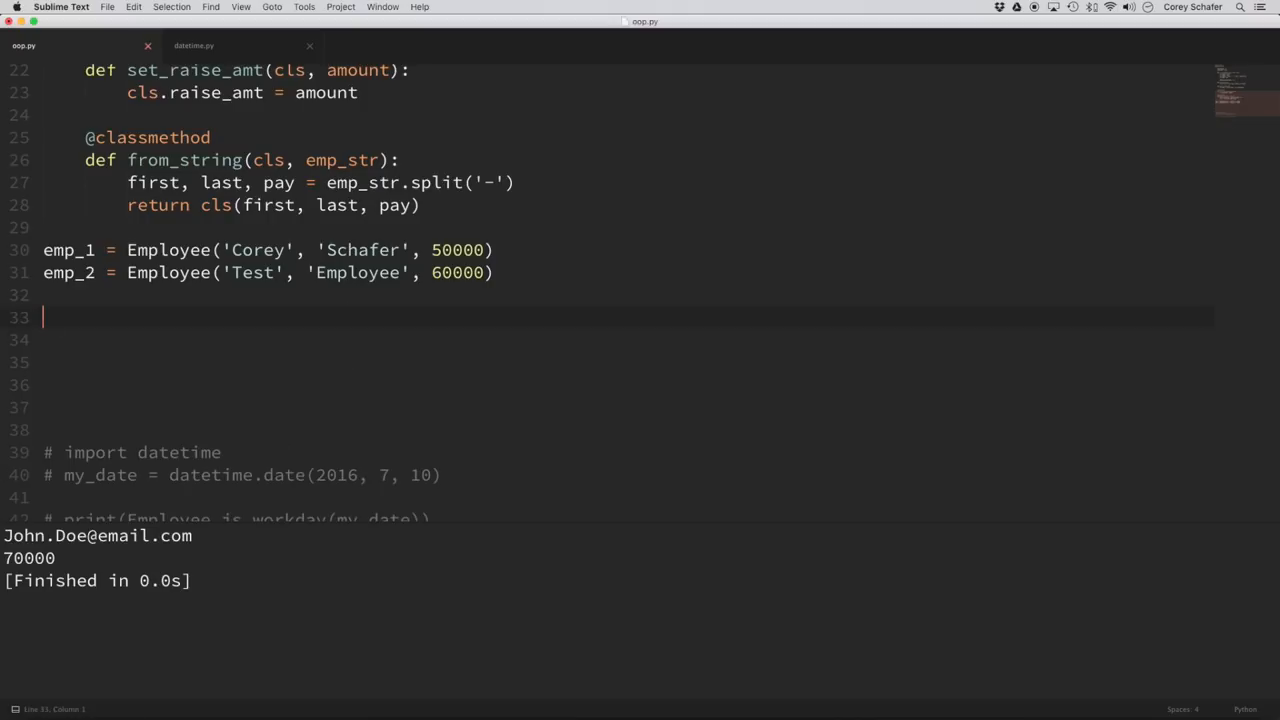 Sublime Text File Edit Selection Find View Goto Tools Project Window Help Corey Schafer
oop.py
oop.py datetime.py
22 def set_raise_amt(cls, amount):
23 cls.raise_amt = amount
24
25 @classmethod
26 def from_string(cls, emp_str):
27 first, last, pay = emp_str.split('-')
28 return cls(first, last, pay)
29
30 emp_1 = Employee('Corey', 'Schafer', 50000)
31 emp_2 = Employee('Test', 'Employee', 60000)
32
33
34
35
36
37
38
39 # import datetime
40 # my_date = datetime.date(2016, 7, 10)
41
42 # print(Employee.is_workday(my_date))
John.Doe@email.com
70000
[Finished in 0.0s]
Line 33, Column 1 Spaces: 4 Python